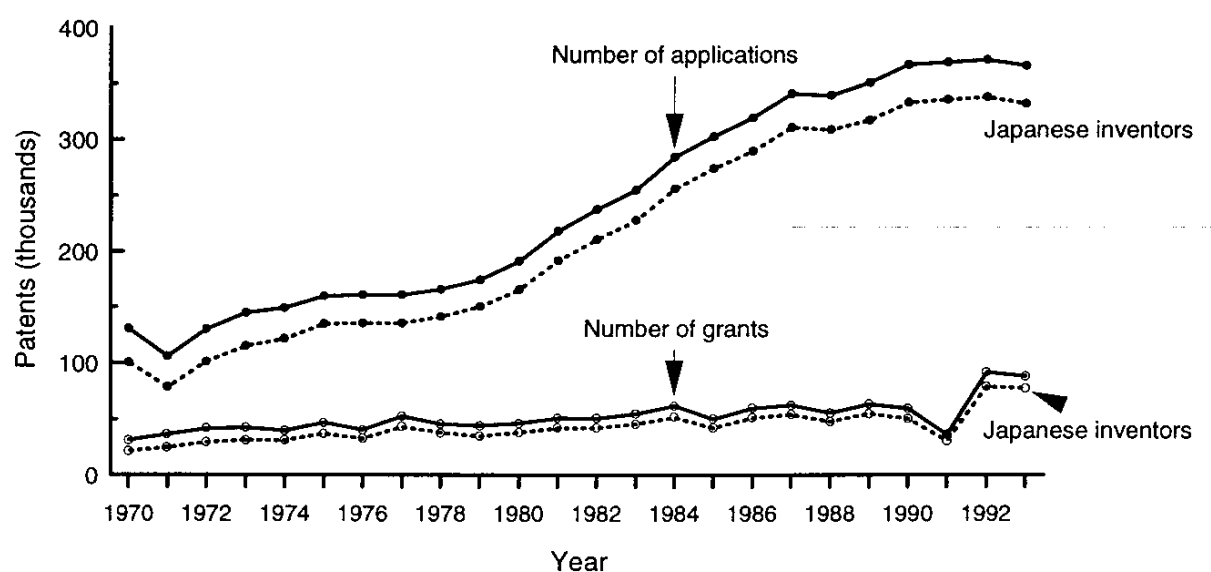 400
300
200
100
0
Patents (thousands)
Number of applications
Japanese inventors
Number of grants
Japanese inventors
1970 1972 1974 1976 1978 1980 1982 1984 1986 1988 1990 1992
Year